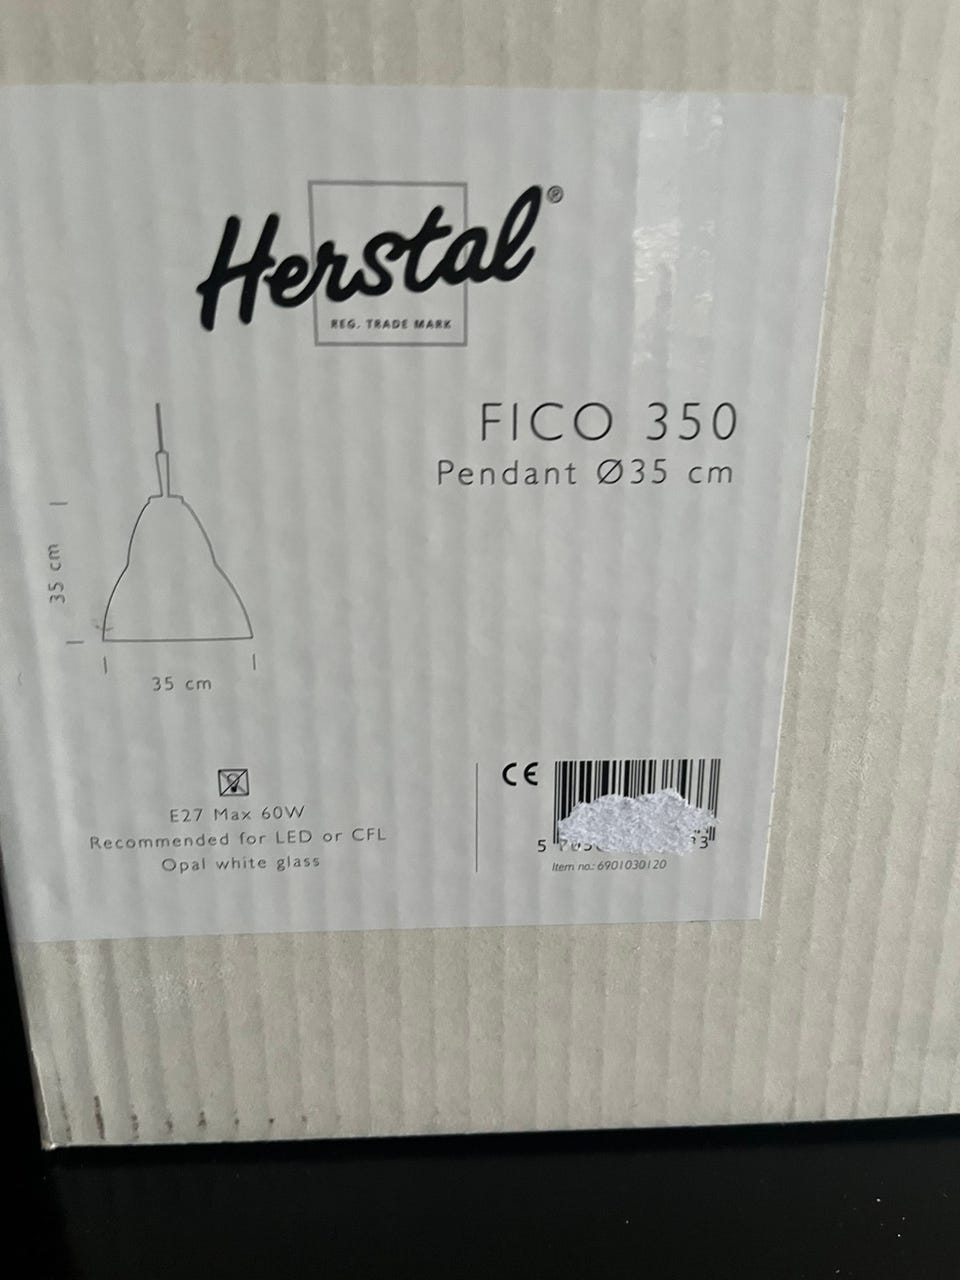 Herstal®
REG. TRADE MARK
FICO 350
Pendant Ø35 cm
35 cm
35 cm
E27 Max 60W
Recommended for LED or CFL
Opal white glass
CE
5
Item no.: 6901030120